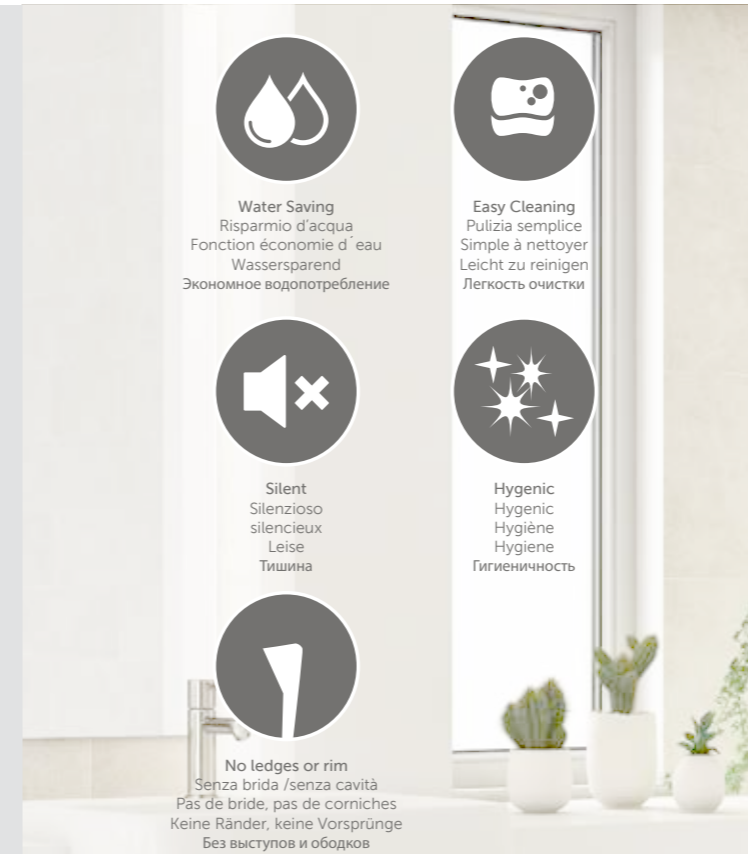 Water Saving
Risparmio d'acqua
Fonction économie d´eau
Wassersparend
Экономное водопотребление
Easy Cleaning
Pulizia semplice
Simple à nettoyer
Leicht zu reinigen
Легкость очистки
Silent
Silenzioso
silencieux
Leise
Тишина
Hygenic
Hygenic
Hygiène
Hygiene
Гигиеничность
No ledges or rim
Senza brida /senza cavità
Pas de bride, pas de corniches
Keine Ränder, keine Vorsprünge
Без выступов и ободков